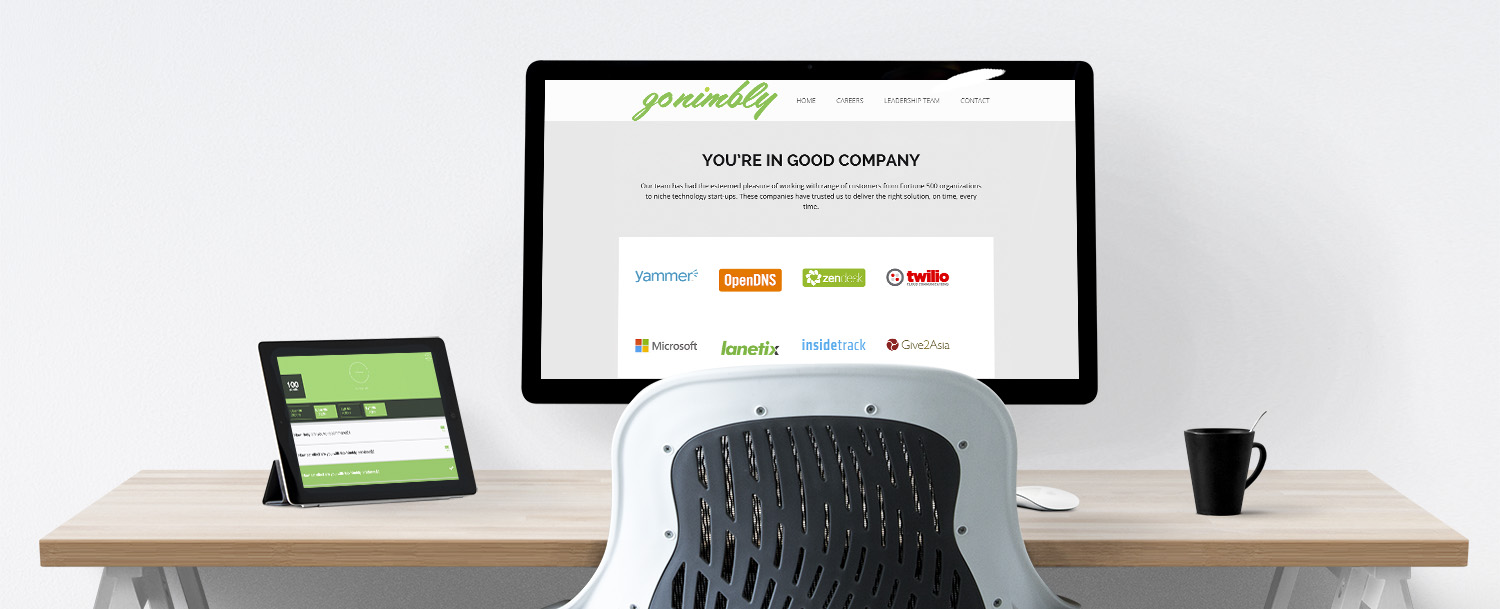 gonimbly
HOME CAREERS LEADERSHIP TEAM CONTACT
YOU'RE IN GOOD COMPANY
Our team has had the esteemed pleasure of working with range of customers from Fortune 500 organizations
to niche technology start-ups. These companies have trusted us to deliver the right solution, on time, every
time.
yammer OpenDNS zendesk twilio
CLOUD COMMUNICATIONS
Microsoft lanetix insidetrack Give2Asia
100